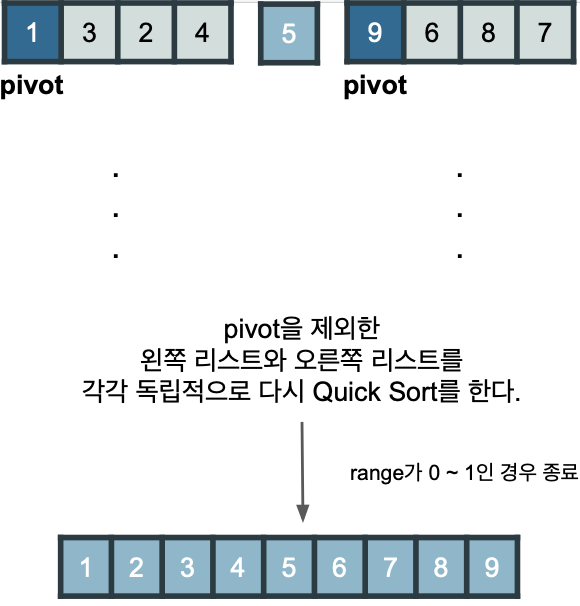 1 3 2 4 5 9 6 8 7
pivot pivot
. .
. .
. .
pivot을 제외한
왼쪽 리스트와 오른쪽 리스트를
각각 독립적으로 다시 Quick Sort를 한다.
range가 0 ~ 1인 경우 종료
1 2 3 4 5 6 7 8 9